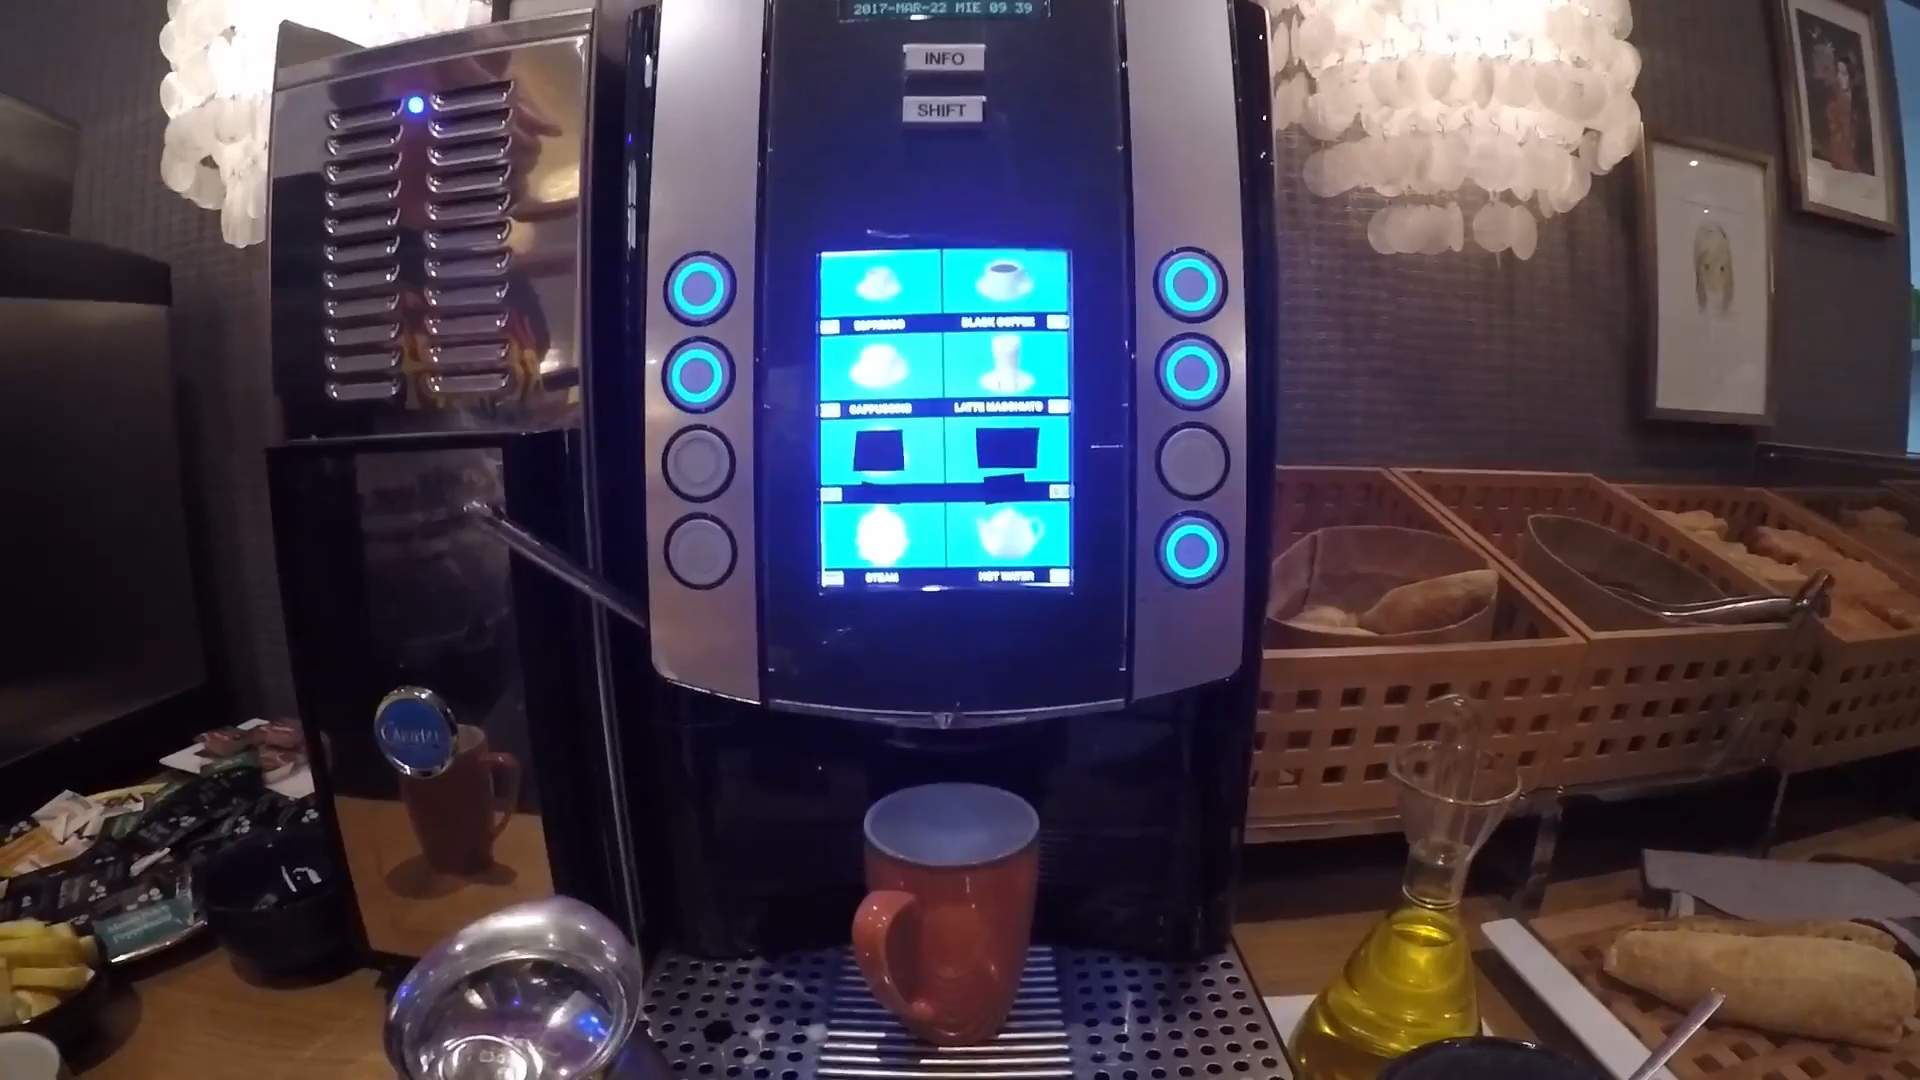 2017-MAR-22 MIE 09 39
INFO
SHIFT
ESPRESSO
BLACK COFFEE
CAPPUCCINO
LATTE MACCHIATO
STEAM
HOT WATER